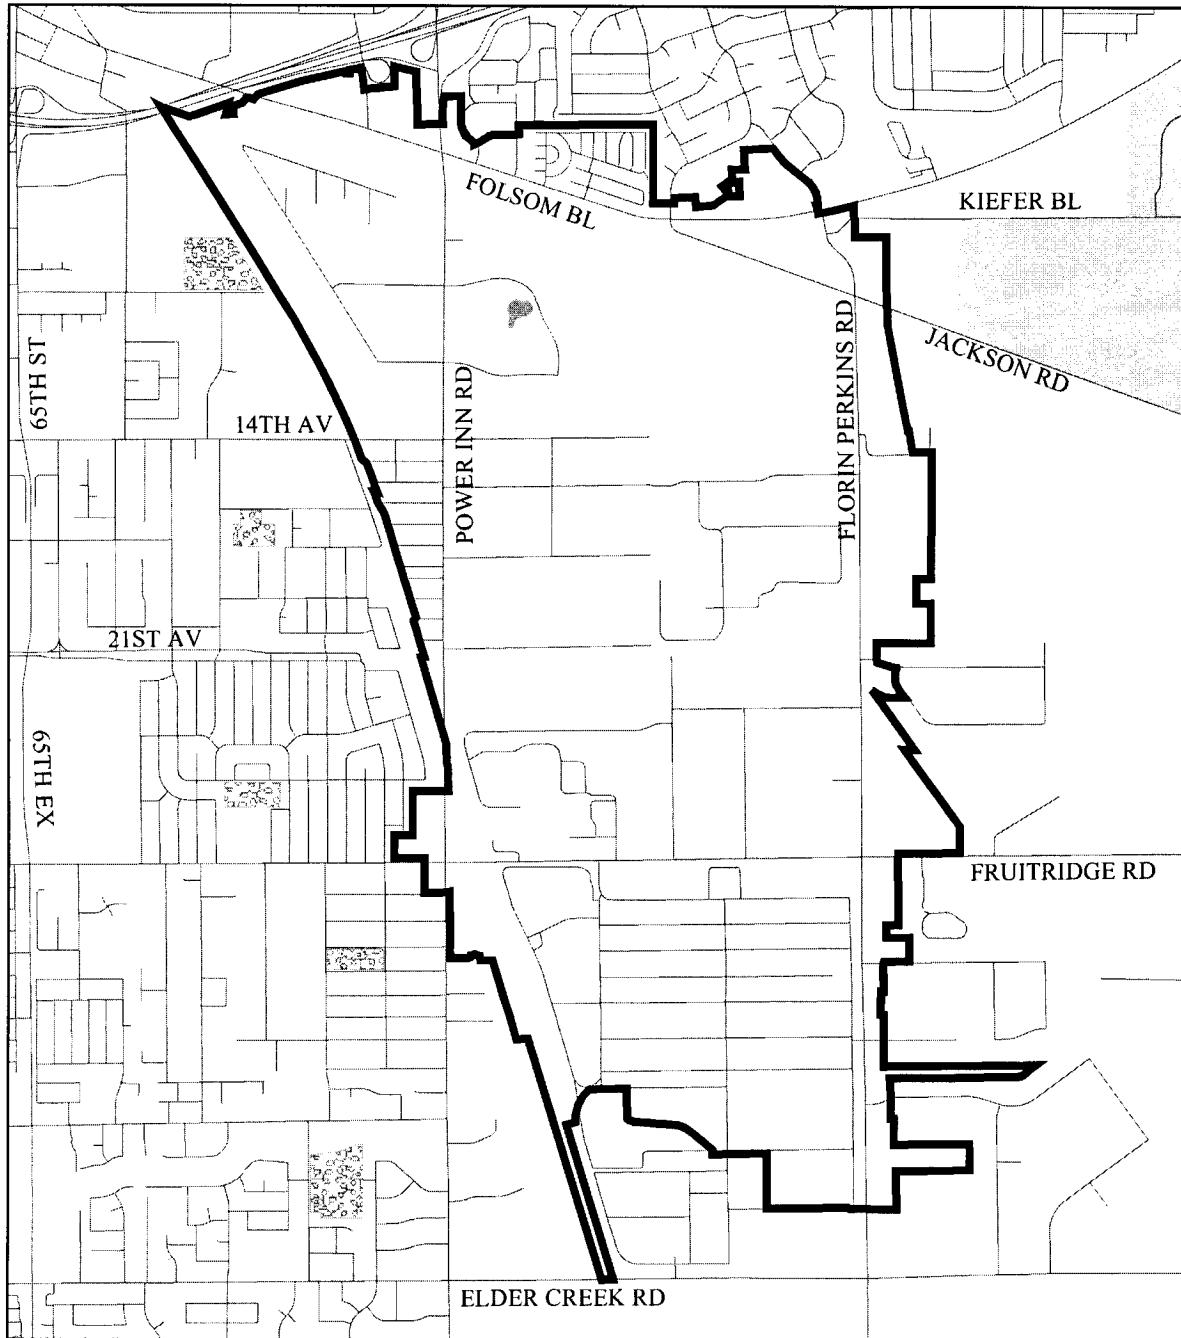 FOLSOM BL
KIEFER BL
JACKSON RD
65TH ST
14TH AV
POWER INN RD
FLORIN PERKINS RD
21ST AV
65TH EX
FRUITRIDGE RD
ELDER CREEK RD